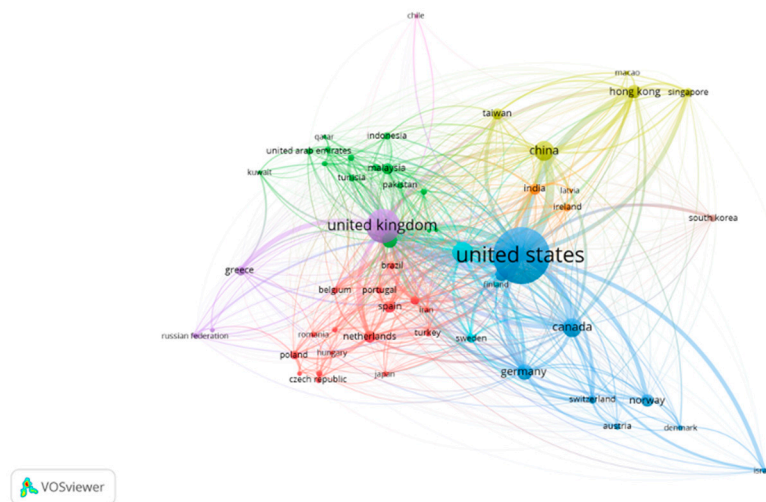 chile
macao
hong kong
singapore
taiwan
qatar
indonesia
united arab emirates
china
kuwait
malaysia
tunisia
pakistan
india
latvia
ireland
south korea
united kingdom
united states
brazil
greece
finland
belgium
portugal
spain
iran
russian federation
romania
netherlands
turkey
sweden
canada
poland
hungary
japan
czech republic
germany
switzerland
norway
austria
denmark
VOSviewer